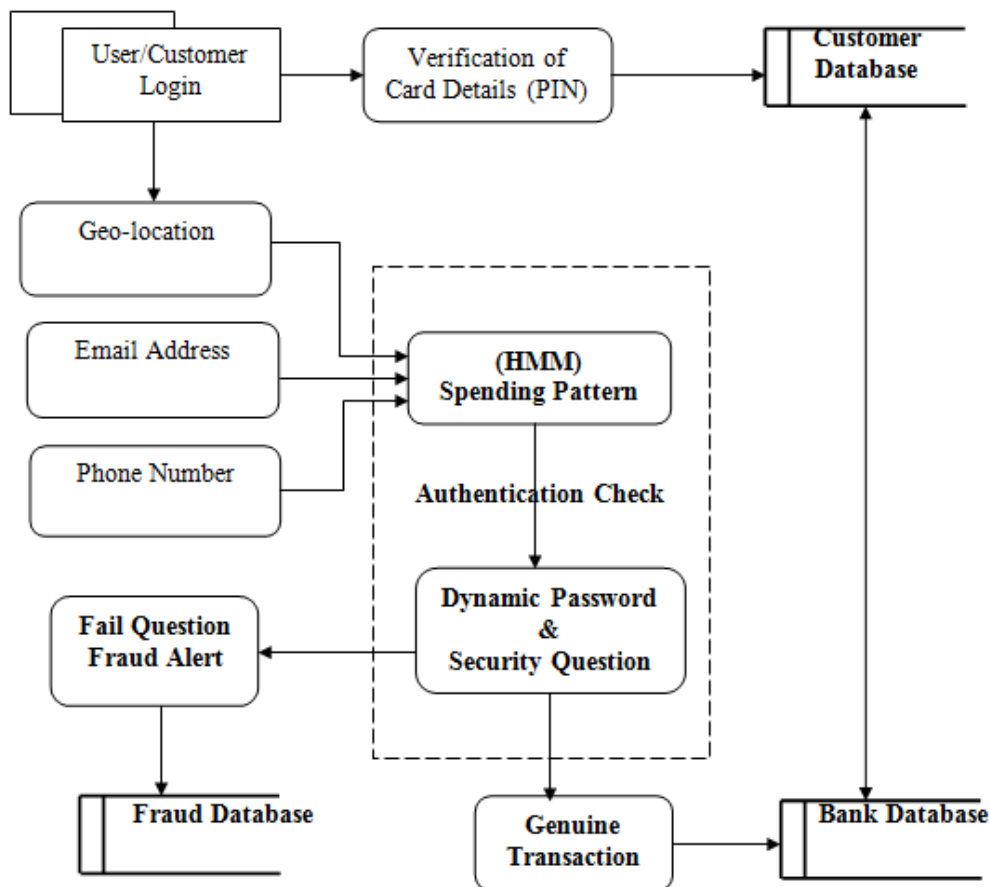 User/Customer
Login
Verification of
Card Details (PIN)
Customer
Database
Geo-location
Email Address
(HMM)
Spending Pattern
Phone Number
Authentication Check
Dynamic Password
&
Security Question
Fail Question
Fraud Alert
Fraud Database
Genuine
Transaction
Bank Database